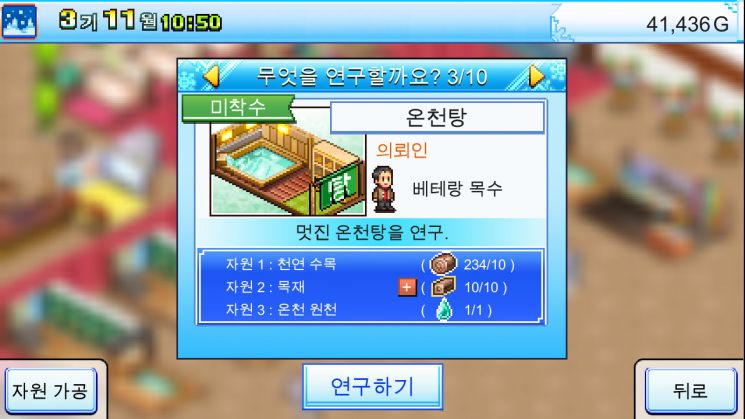 3기 11월 10:50
41,436 G
무엇을 연구할까요? 3/10
미착수
온천탕
의뢰인
베테랑 목수
탕
멋진 온천탕을 연구.
자원 1 : 천연 수목 ( 234/10 )
자원 2 : 목재 + ( 10/10 )
자원 3 : 온천 원천 ( 1/1 )
자원 가공
연구하기
뒤로